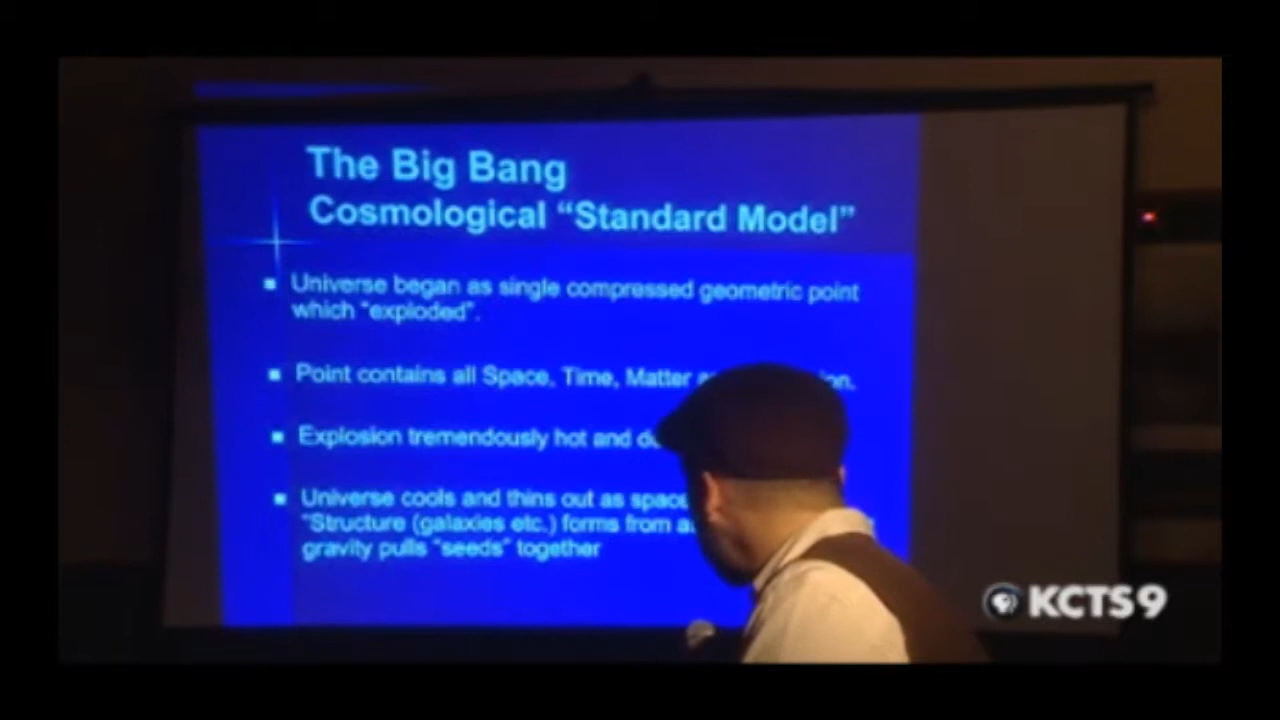 The Big Bang
Cosmological “Standard Model”
▪ Universe began as single compressed geometric point
which “exploded”.
▪ Point contains all Space, Time, Matter
▪ Explosion tremendously hot and
▪ Universe cools and thins out as
“Structure (galaxies etc.) forms from
gravity pulls “seeds” together
KCTS9